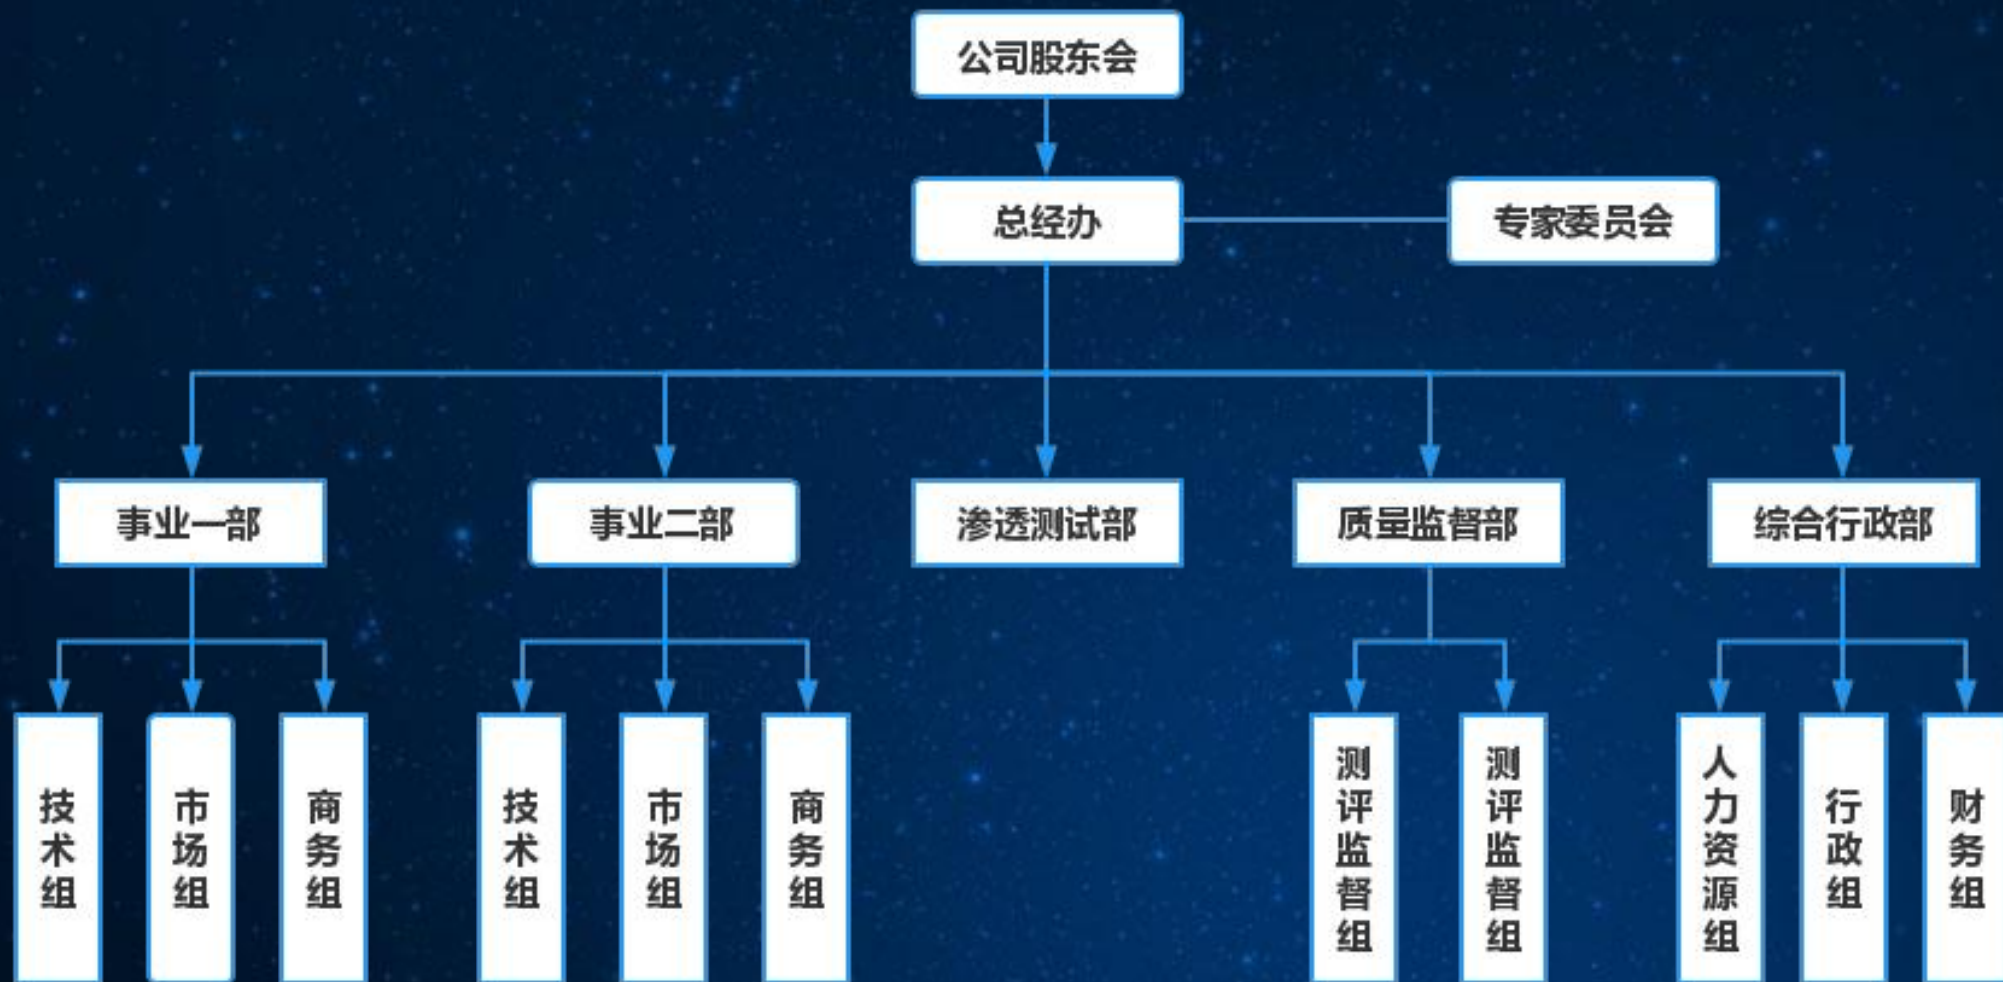 公司股东会
总经办
专家委员会
事业一部
事业二部
渗透测试部
质量监督部
综合行政部
技术组
市场组
商务组
技术组
市场组
商务组
测评监督组
测评监督组
人力资源组
行政组
财务组